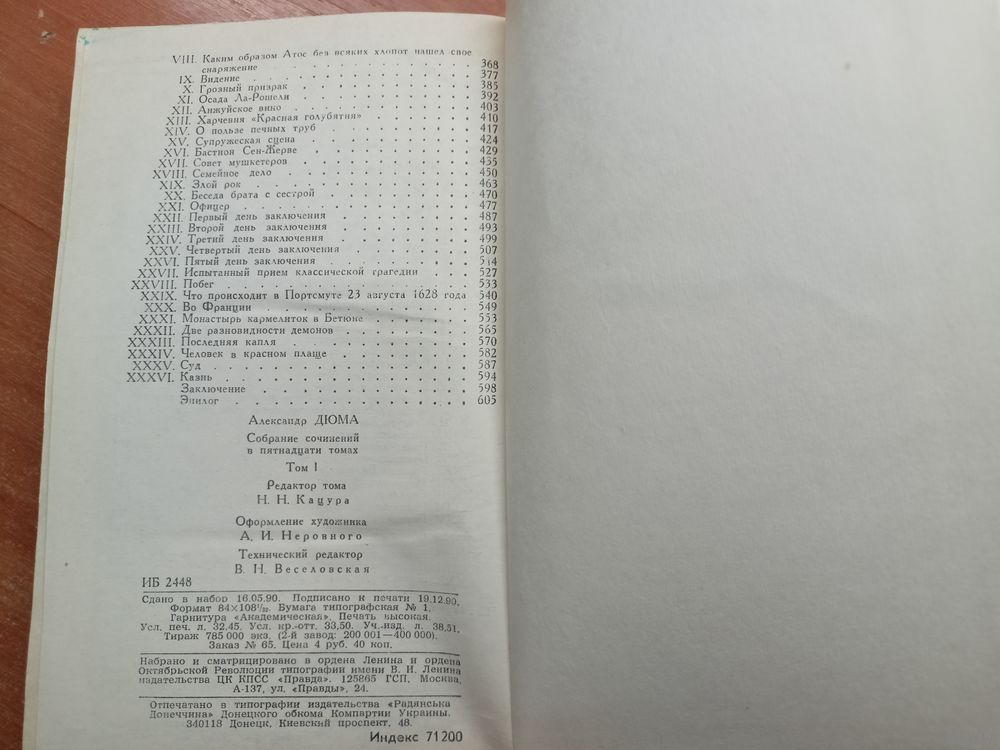 VIII. Каким образом Атос без всяких хлопот нашел свое
снаряжение . . . . . . . . . . . . . 368
IX. Видение . . . . . . . . . . . . . 377
X. Грозный призрак . . . . . . . . . . 385
XI. Осада Ла-Рошели . . . . . . . . . . 392
XII. Анжуйское вино . . . . . . . . . . 403
XIII. Харчевня «Красная голубятня» . . . . . . 410
XIV. О пользе печных труб . . . . . . . . 417
XV. Супружеская сцена . . . . . . . . . 424
XVI. Бастион Сен-Жерве . . . . . . . . . 429
XVII. Совет мушкетеров . . . . . . . . . 435
XVIII. Семейное дело . . . . . . . . . . 450
XIX. Злой рок . . . . . . . . . . . . 463
XX. Беседа брата с сестрой . . . . . . . . 470
XXI. Офицер . . . . . . . . . . . . . 477
XXII. Первый день заключения . . . . . . . 487
XXIII. Второй день заключения . . . . . . . 493
XXIV. Третий день заключения . . . . . . . 499
XXV. Четвертый день заключения . . . . . . 507
XXVI. Пятый день заключения . . . . . . . 514
XXVII. Испытанный прием классической трагедии . . . 527
XXVIII. Побег . . . . . . . . . . . . . 533
XXIX. Что происходит в Портсмуте 23 августа 1628 года 540
XXX. Во Франции . . . . . . . . . . . 549
XXXI. Монастырь кармелиток в Бетюне . . . . . 553
XXXII. Две разновидности демонов . . . . . . 565
XXXIII. Последняя капля . . . . . . . . . 570
XXXIV. Человек в красном плаще . . . . . . . 582
XXXV. Суд . . . . . . . . . . . . . . 587
XXXVI. Казнь . . . . . . . . . . . . . 594
Заключение . . . . . . . . . . . 598
Эпилог . . . . . . . . . . . . . 605
Александр ДЮМА
Собрание сочинений
в пятнадцати томах
Том I
Редактор тома
Н. Н. Кацура
Оформление художника
А. И. Неровного
Технический редактор
В. Н. Веселовская
ИБ 2448
Сдано в набор 16.05.90. Подписано к печати 19.12.90.
Формат 84×108¹/₃₂. Бумага типографская № 1.
Гарнитура «Академическая». Печать высокая.
Усл. печ. л. 32,45. Усл. кр.-отт. 33,50. Уч.-изд. л. 38,51.
Тираж 785 000 экз. (2-й завод: 200 001—400 000).
Заказ № 65. Цена 4 руб. 40 коп.
Набрано и сматрицировано в ордена Ленина и ордена
Октябрьской Революции типографии имени В. И. Ленина
издательства ЦК КПСС «Правда». 125865 ГСП. Москва,
А-137, ул. «Правды», 24.
Отпечатано в типографии издательства «Радянська
Донеччина» Донецкого обкома Компартии Украины.
340118 Донецк, Киевский проспект, 48.
Индекс 71200